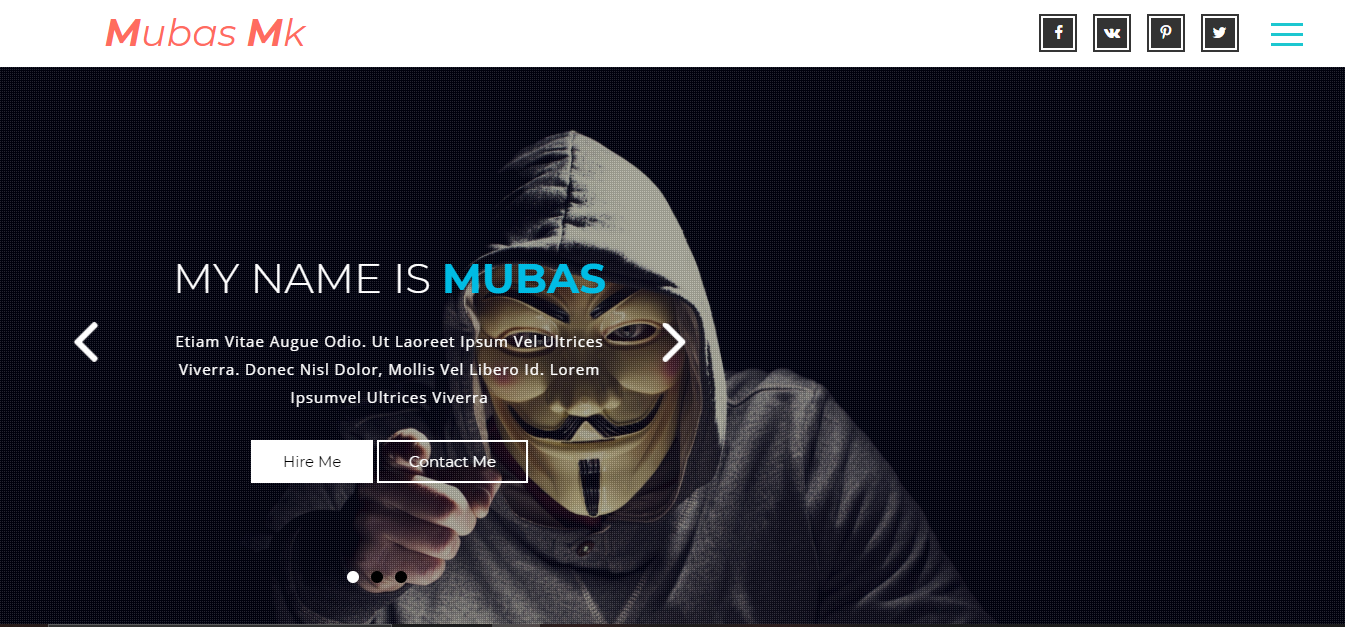 Mubas Mk
MY NAME IS MUBAS
Etiam Vitae Augue Odio. Ut Laoreet Ipsum Vel Ultrices
Viverra. Donec Nisl Dolor, Mollis Vel Libero Id. Lorem
Ipsumvel Ultrices Viverra
Hire Me Contact Me